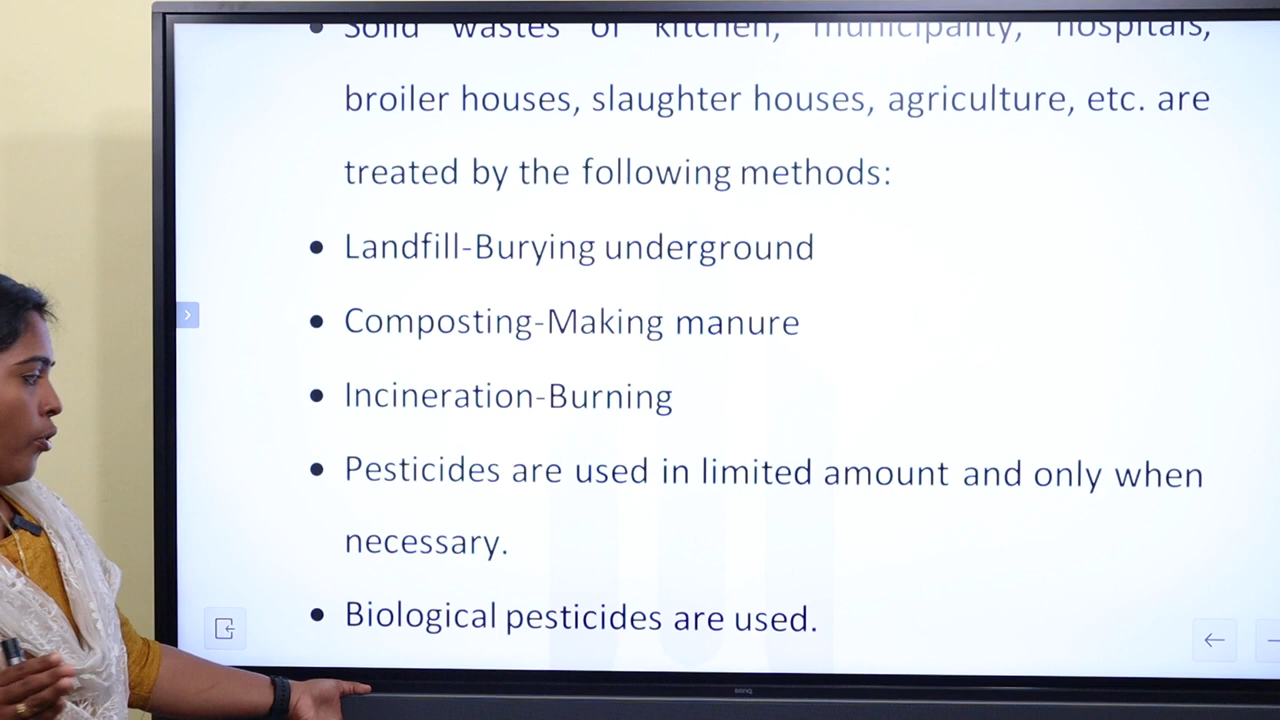 • Solid wastes of kitchen, municipality, hospitals,
broiler houses, slaughter houses, agriculture, etc. are
treated by the following methods:
• Landfill-Burying underground
• Composting-Making manure
• Incineration-Burning
• Pesticides are used in limited amount and only when
necessary.
• Biological pesticides are used.
BenQ